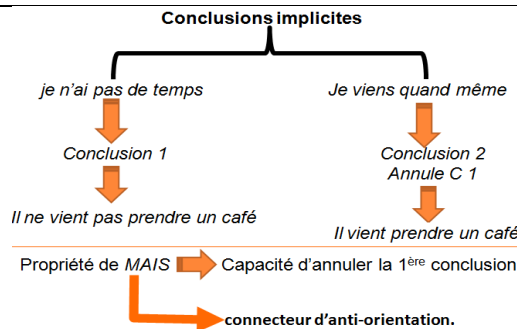 Conclusions implicites
je n'ai pas de temps
Je viens quand même
Conclusion 1
Conclusion 2
Annule C 1
Il ne vient pas prendre un café
Il vient prendre un café
Propriété de MAIS
Capacité d'annuler la 1ère conclusion
connecteur d'anti-orientation.